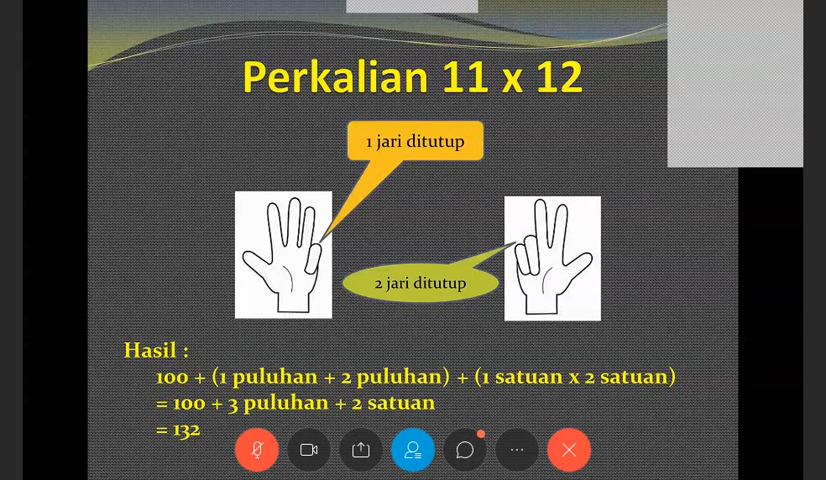 Perkalian 11 x 12
1 jari ditutup
2 jari ditutup
Hasil :
100 + (1 puluhan + 2 puluhan) + (1 satuan x 2 satuan)
= 100 + 3 puluhan + 2 satuan
= 132